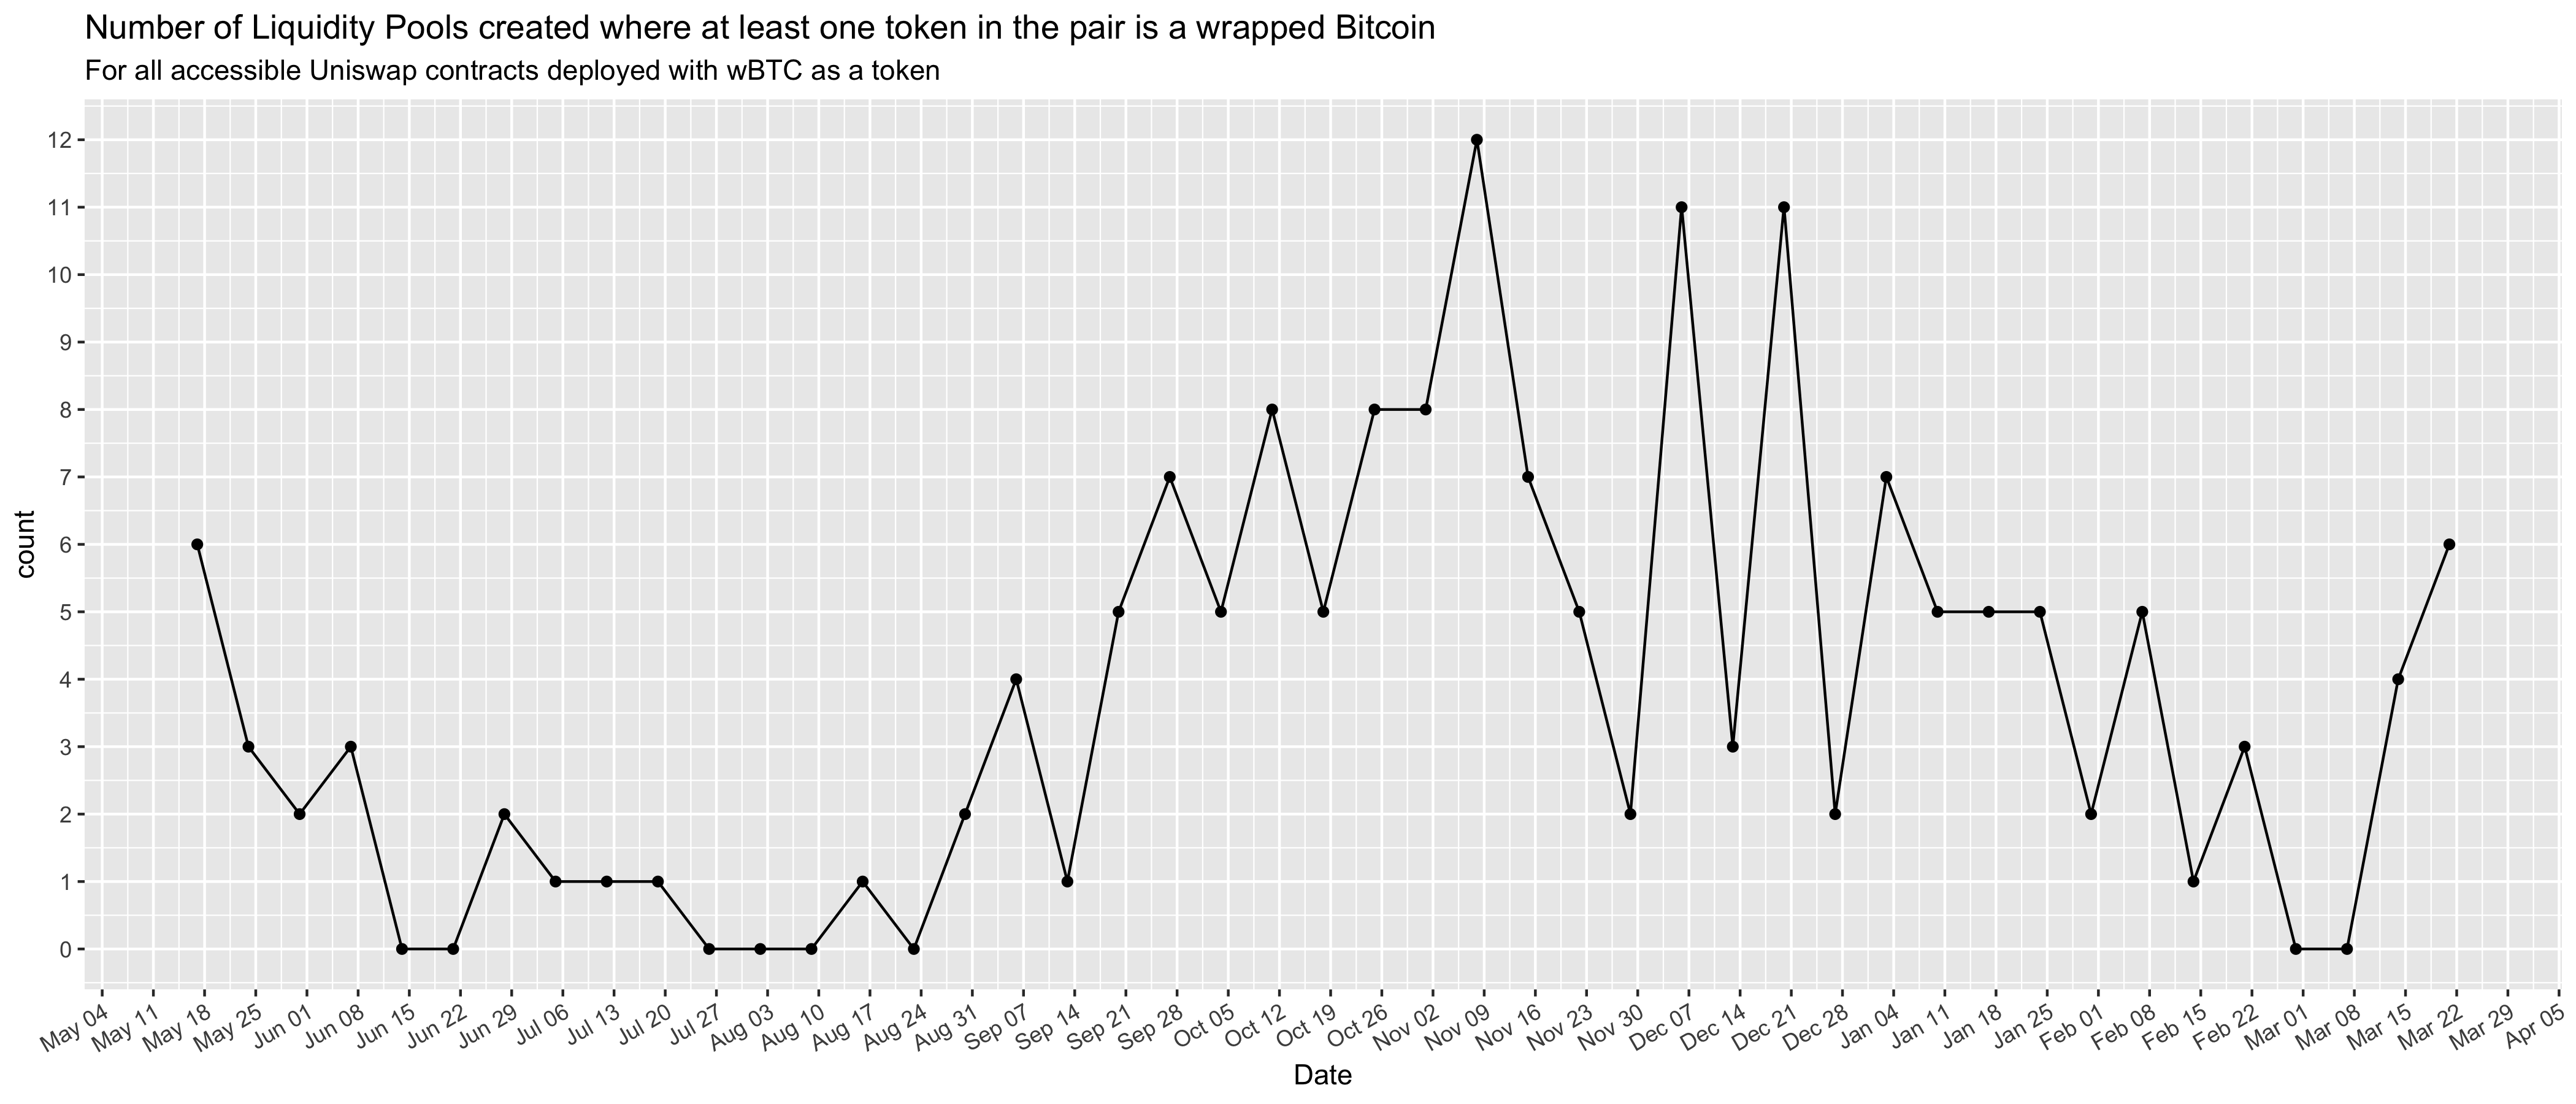 Number of Liquidity Pools created where at least one token in the pair is a wrapped Bitcoin
For all accessible Uniswap contracts deployed with wBTC as a token
12
11
10
9
8
7
6
5
4
3
2
1
0
count
May 04
May 11
May 18
May 25
Jun 01
Jun 08
Jun 15
Jun 22
Jun 29
Jul 06
Jul 13
Jul 20
Jul 27
Aug 03
Aug 10
Aug 17
Aug 24
Aug 31
Sep 07
Sep 14
Sep 21
Sep 28
Oct 05
Oct 12
Oct 19
Oct 26
Nov 02
Nov 09
Nov 16
Nov 23
Nov 30
Dec 07
Dec 14
Dec 21
Dec 28
Jan 04
Jan 11
Jan 18
Jan 25
Feb 01
Feb 08
Feb 15
Feb 22
Mar 01
Mar 08
Mar 15
Mar 22
Mar 29
Apr 05
Date